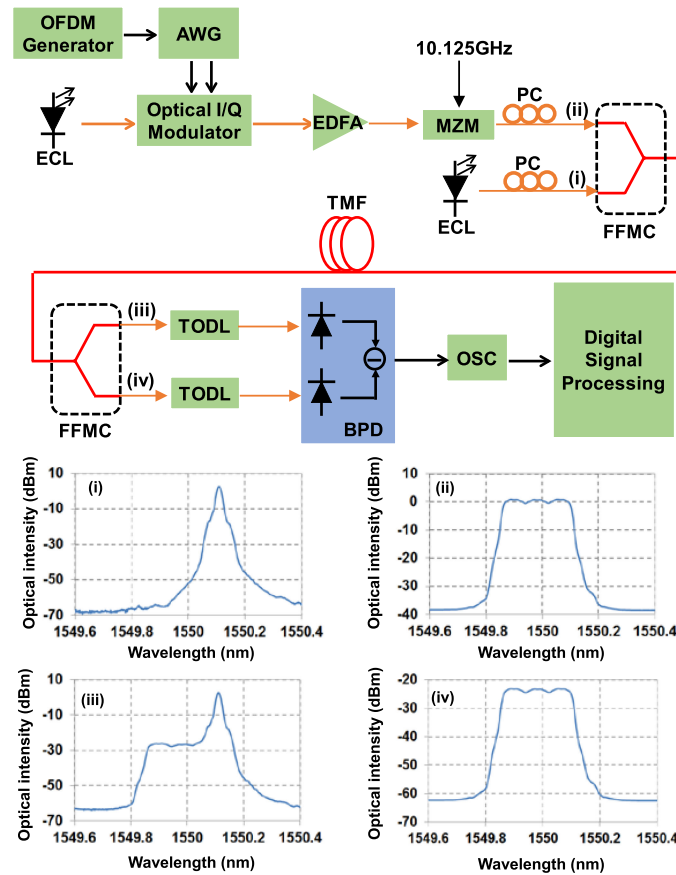 OFDM
Generator
AWG
10.125GHz
Optical I/Q
Modulator
EDFA
MZM
PC
(ii)
ECL
PC
(i)
ECL
FFMC
TMF
(iii)
TODL
(iv)
TODL
FFMC
BPD
OSC
Digital
Signal
Processing
(i)
Optical intensity (dBm)
10
-10
-30
-50
-70
1549.6 1549.8 1550 1550.2 1550.4
Wavelength (nm)
(ii)
Optical intensity (dBm)
10
0
-10
-20
-30
-40
1549.6 1549.8 1550 1550.2 1550.4
Wavelength (nm)
(iii)
Optical intensity (dBm)
10
-10
-30
-50
-70
1549.6 1549.8 1550 1550.2 1550.4
Wavelength (nm)
(iv)
Optical intensity (dBm)
-20
-30
-40
-50
-60
-70
1549.6 1549.8 1550 1550.2 1550.4
Wavelength (nm)